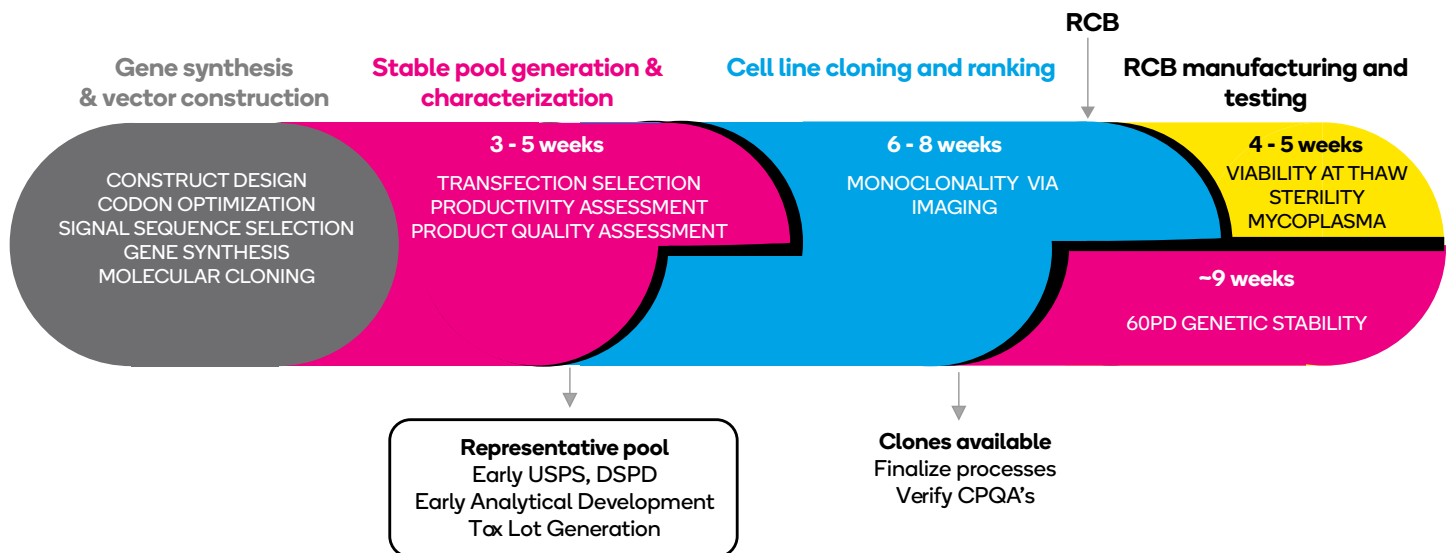 RCB
Gene synthesis
& vector construction
Stable pool generation &
characterization
Cell line cloning and ranking
RCB manufacturing and
testing
CONSTRUCT DESIGN
CODON OPTIMIZATION
SIGNAL SEQUENCE SELECTION
GENE SYNTHESIS
MOLECULAR CLONING
3 - 5 weeks
TRANSFECTION SELECTION
PRODUCTIVITY ASSESSMENT
PRODUCT QUALITY ASSESSMENT
6 - 8 weeks
MONOCLONALITY VIA
IMAGING
4 - 5 weeks
VIABILITY AT THAW
STERILITY
MYCOPLASMA
~9 weeks
60PD GENETIC STABILITY
Representative pool
Early USPS, DSPD
Early Analytical Development
Tox Lot Generation
Clones available
Finalize processes
Verify CPQA's